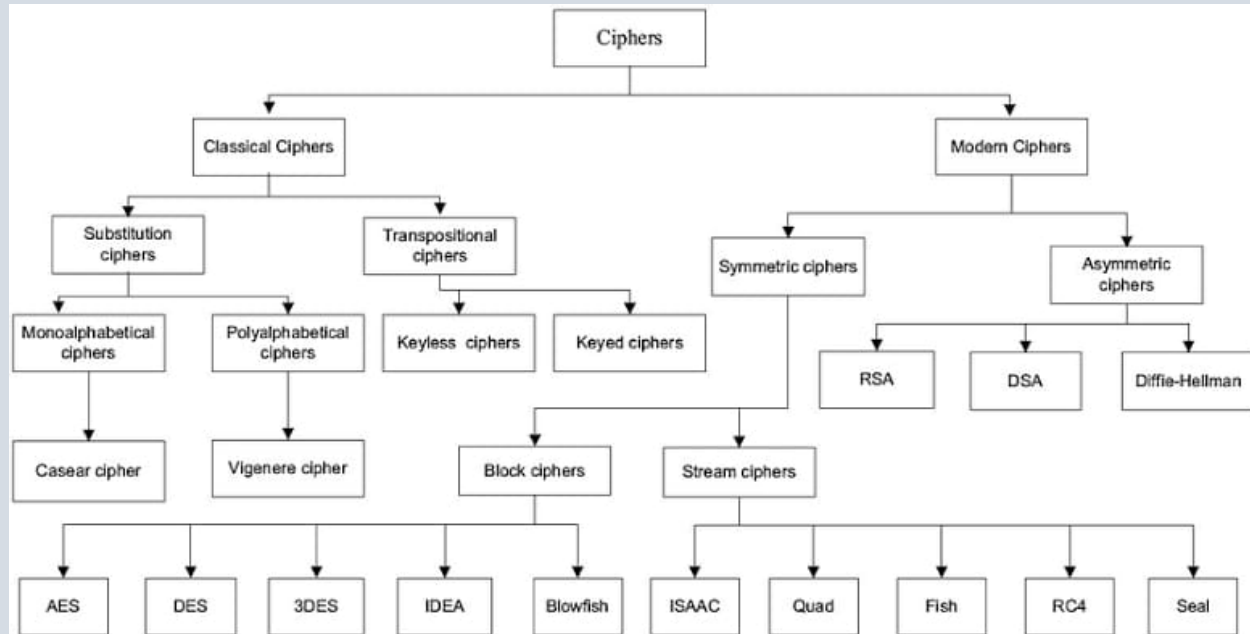 Ciphers
Classical Ciphers
Modern Ciphers
Substitution
ciphers
Transpositional
ciphers
Symmetric ciphers
Asymmetric
ciphers
Monoalphabetical
ciphers
Polyalphabetical
ciphers
Keyless ciphers
Keyed ciphers
RSA
DSA
Diffie-Hellman
Casear cipher
Vigenere cipher
Block ciphers
Stream ciphers
AES
DES
3DES
IDEA
Blowfish
ISAAC
Quad
Fish
RC4
Seal